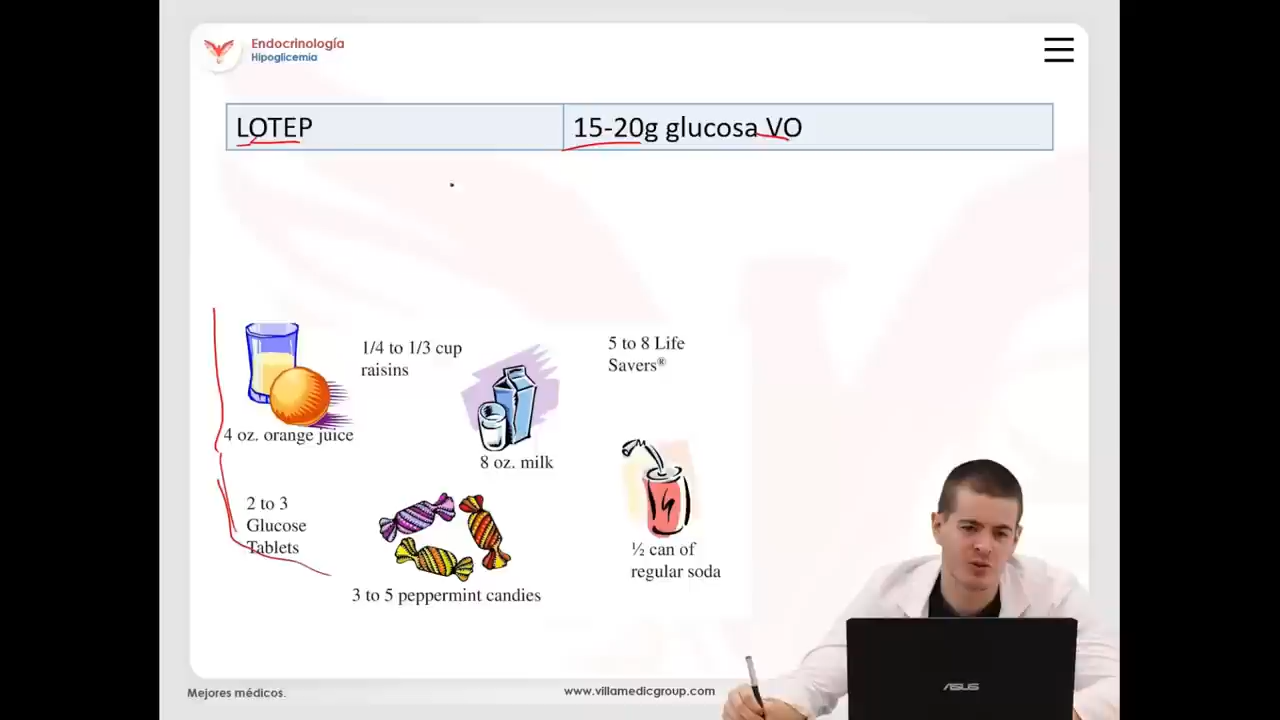 Endocrinología
Hipoglicemia
LOTEP
15-20g glucosa VO
1/4 to 1/3 cup
raisins
5 to 8 Life
Savers®
4 oz. orange juice
8 oz. milk
2 to 3
Glucose
Tablets
½ can of
regular soda
3 to 5 peppermint candies
ASUS
Mejores médicos.
www.villamedicgroup.com